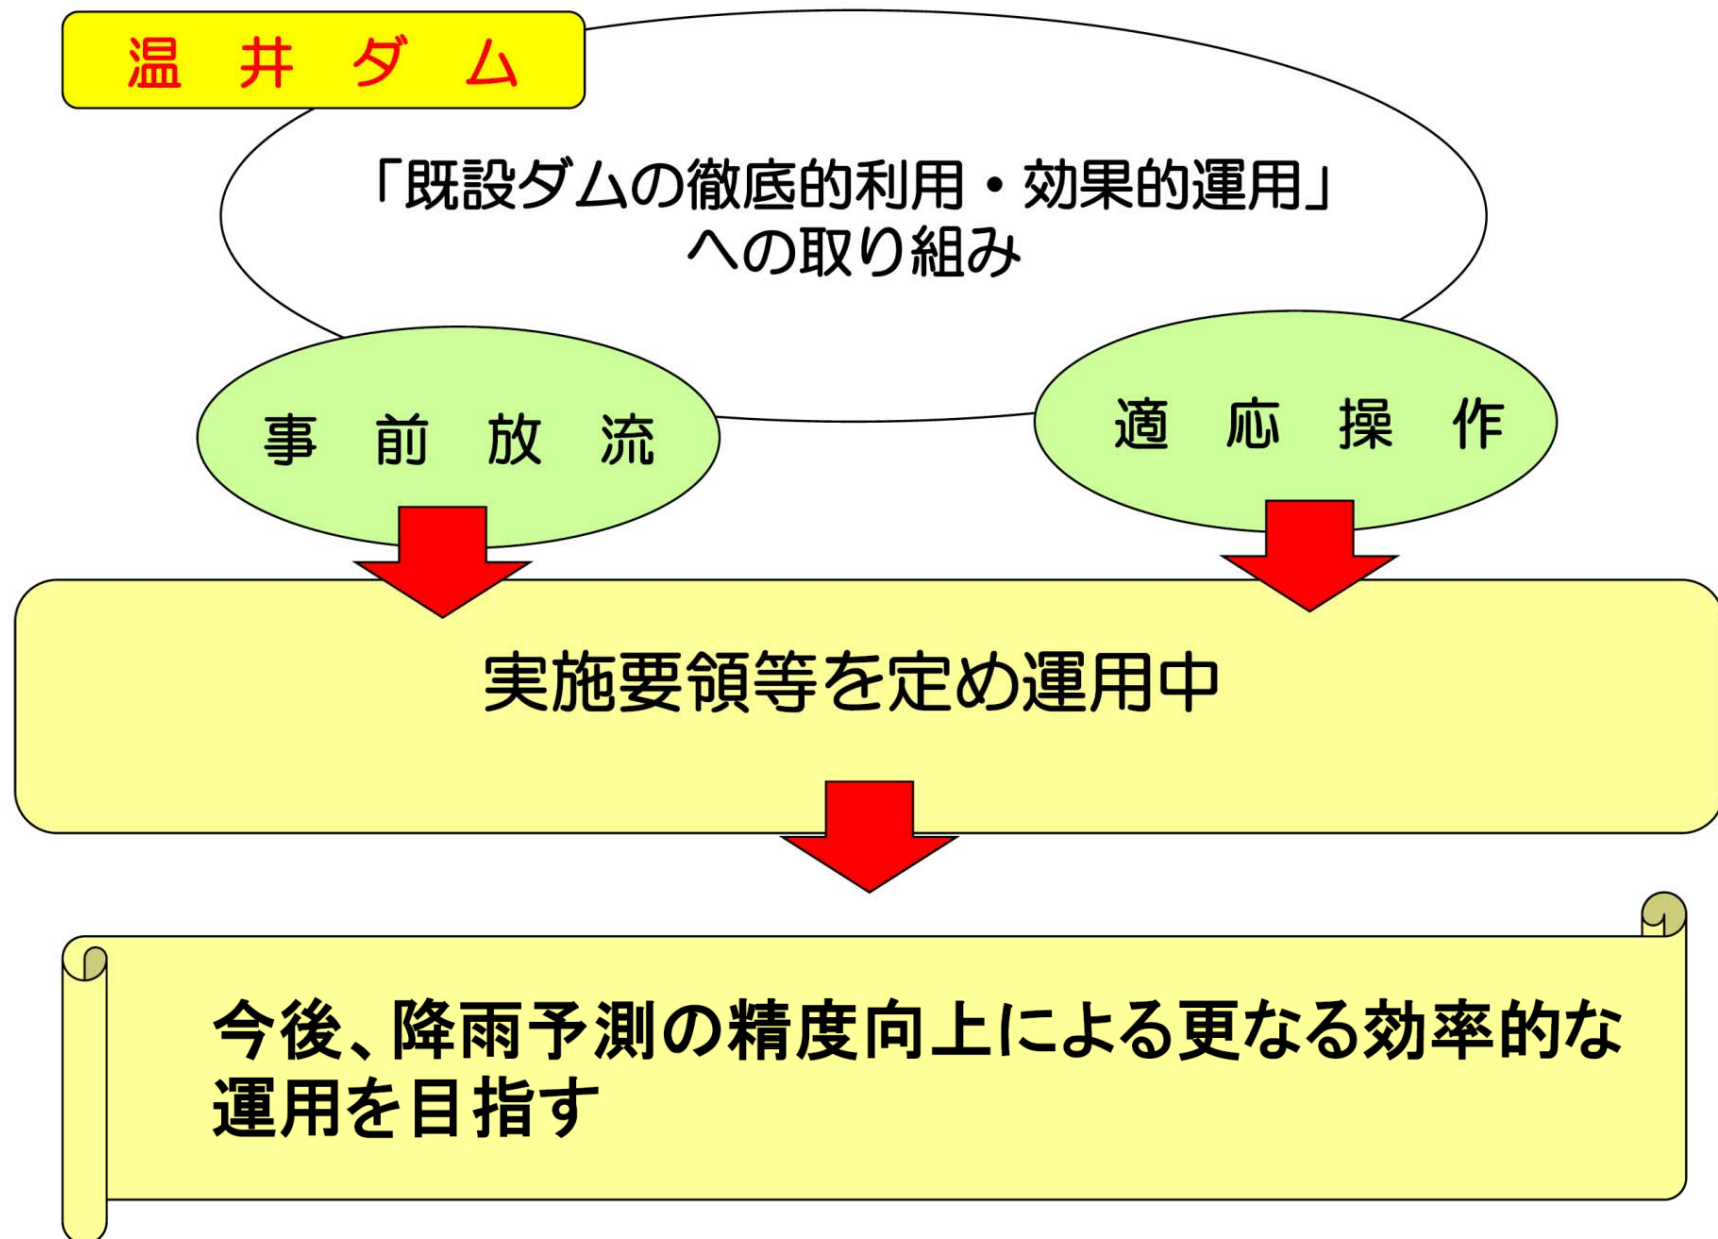 温井ダム
「既設ダムの徹底的利用・効果的運用」
への取り組み
事前放流
適応操作
実施要領等を定め運用中
今後、降雨予測の精度向上による更なる効率的な
運用を目指す